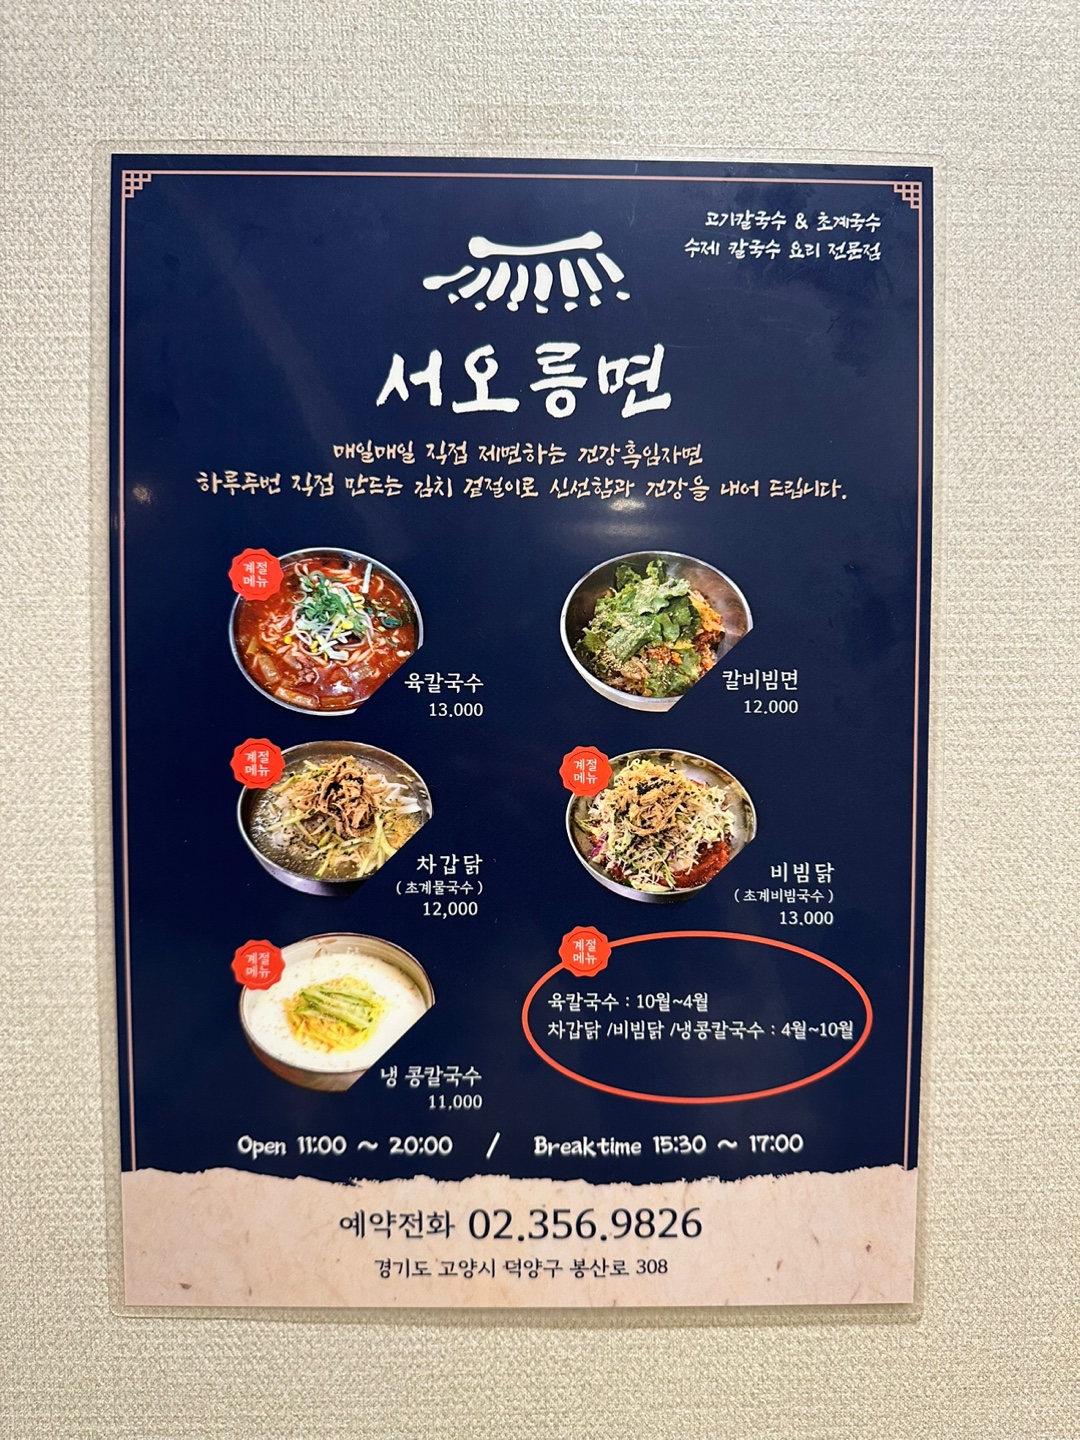 고기칼국수 & 초계국수
수제 칼국수 요리 전문점
서오릉면
매일매일 직접 제면하는 건강흑임자면
하루두번 직접 만드는 김치 겉절이로 신선함과 건강을 내어 드립니다.
계절
메뉴
육칼국수
13.000
칼비빔면
12.000
계절
메뉴
차갑닭
( 초계물국수 )
12,000
계절
메뉴
비빔닭
( 초계비빔국수 )
13.000
계절
메뉴
냉 콩칼국수
11,000
계절
메뉴
육칼국수 : 10월~4월
차갑닭 /비빔닭 /냉콩칼국수 : 4월~10월
Open 11:00 ~ 20:00 / Breaktime 15:30 ~ 17:00
예약전화 02.356.9826
경기도 고양시 덕양구 봉산로 308